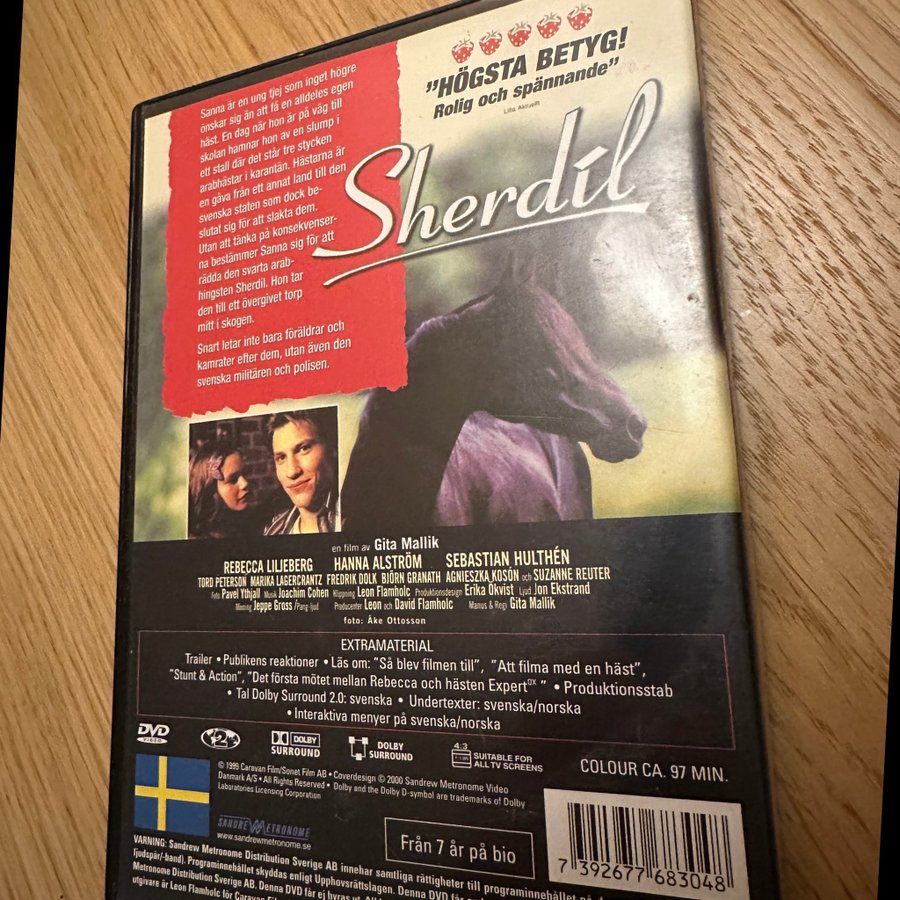 "HÖGSTA BETYG!
Rolig och spännande"
Lilla Aktuellt
Sherdil
Sanna är en ung tjej som inget högre
önskar sig än att få en alldeles egen
häst. En dag när hon är på väg till
skolan hamnar hon av en slump i
ett stall där det står tre stycken
arabhästar i karantän. Hästarna är
en gåva från ett annat land till den
svenska staten som dock be-
slutat sig för att slakta dem.
Utan att tänka på konsekvenser-
na bestämmer Sanna sig för att
rädda den svarta arab-
hingsten Sherdil. Hon tar
den till ett övergivet torp
mitt i skogen.
Snart letar inte bara föräldrar och
kamrater efter dem, utan även den
svenska militären och polisen.
en film av Gita Mallik
REBECCA LILJEBERG HANNA ALSTRÖM SEBASTIAN HULTHÉN
TORD PETERSON MARIKA LAGERCRANTZ FREDRIK DOLK BJÖRN GRANATH AGNIESZKA KOSON och SUZANNE REUTER
Foto Pavel Ythjall Musik Joachim Cohen Klippning Leon Flamholc Produktionsdesign Erika Ökvist Ljud Jon Ekstrand
Mixning Jeppe Gross /Pang-ljud Producenter Leon och David Flamholc Manus & Regi Gita Mallik
foto: Åke Ottosson
EXTRAMATERIAL
Trailer • Publikens reaktioner • Läs om: "Så blev filmen till", "Att filma med en häst",
"Stunt & Action", "Det första mötet mellan Rebecca och hästen Expert ox " • Produktionsstab
• Tal Dolby Surround 2.0: svenska • Undertexter: svenska/norska
• Interaktiva menyer på svenska/norska
DVD VIDEO
2
DOLBY SURROUND
DOLBY SURROUND
4:3 SUITABLE FOR ALL TV SCREENS
COLOUR CA. 97 MIN.
© 1999 Caravan Film/Sonet Film AB • Coverdesign © 2000 Sandrew Metronome Video
Danmark A/S • All Rights Reserved • Dolby and the Dolby D-symbol are trademarks of Dolby
Laboratories Licensing Corporation
SANDREW METRONOME
www.sandrewmetronome.se
Från 7 år på bio
7 392677 683048
VARNING: Sandrew Metronome Distribution Sverige AB innehar samtliga rättigheter till programinnehållet på
ljudspår/-band). Programinnehållet skyddas enligt Upphovsrättslagen. Denna DVD får
Metronome Distribution Sverige AB. Denna DVD får ej hyras ut.
utgivare är Leon Flamholc för Caravan